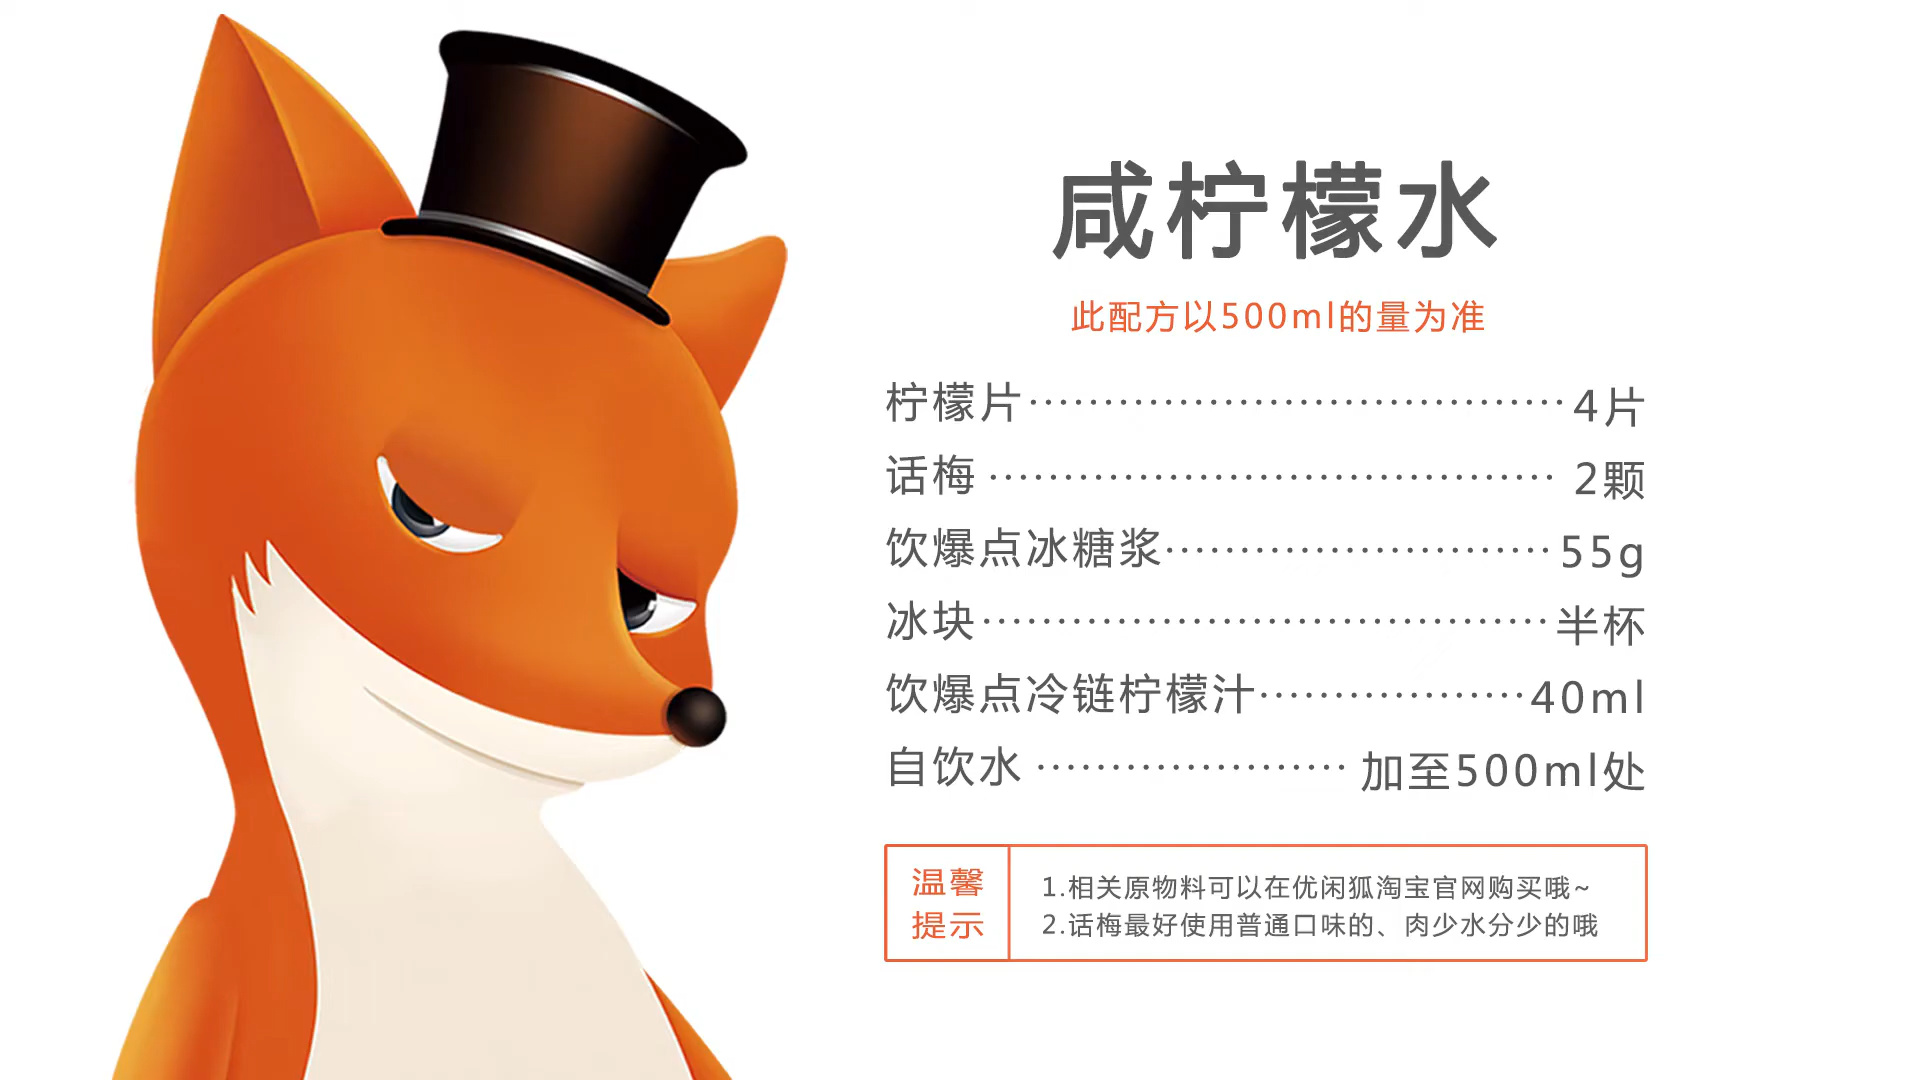 咸柠檬水
此配方以500ml的量为准
柠檬片····································4片
话梅 ······································ 2颗
饮爆点冰糖浆··························55g
冰块······································半杯
饮爆点冷链柠檬汁··················40ml
自饮水 ····················· 加至500ml处
温馨
提示
1.相关原物料可以在优闲狐淘宝官网购买哦~
2.话梅最好使用普通口味的、肉少水分少的哦